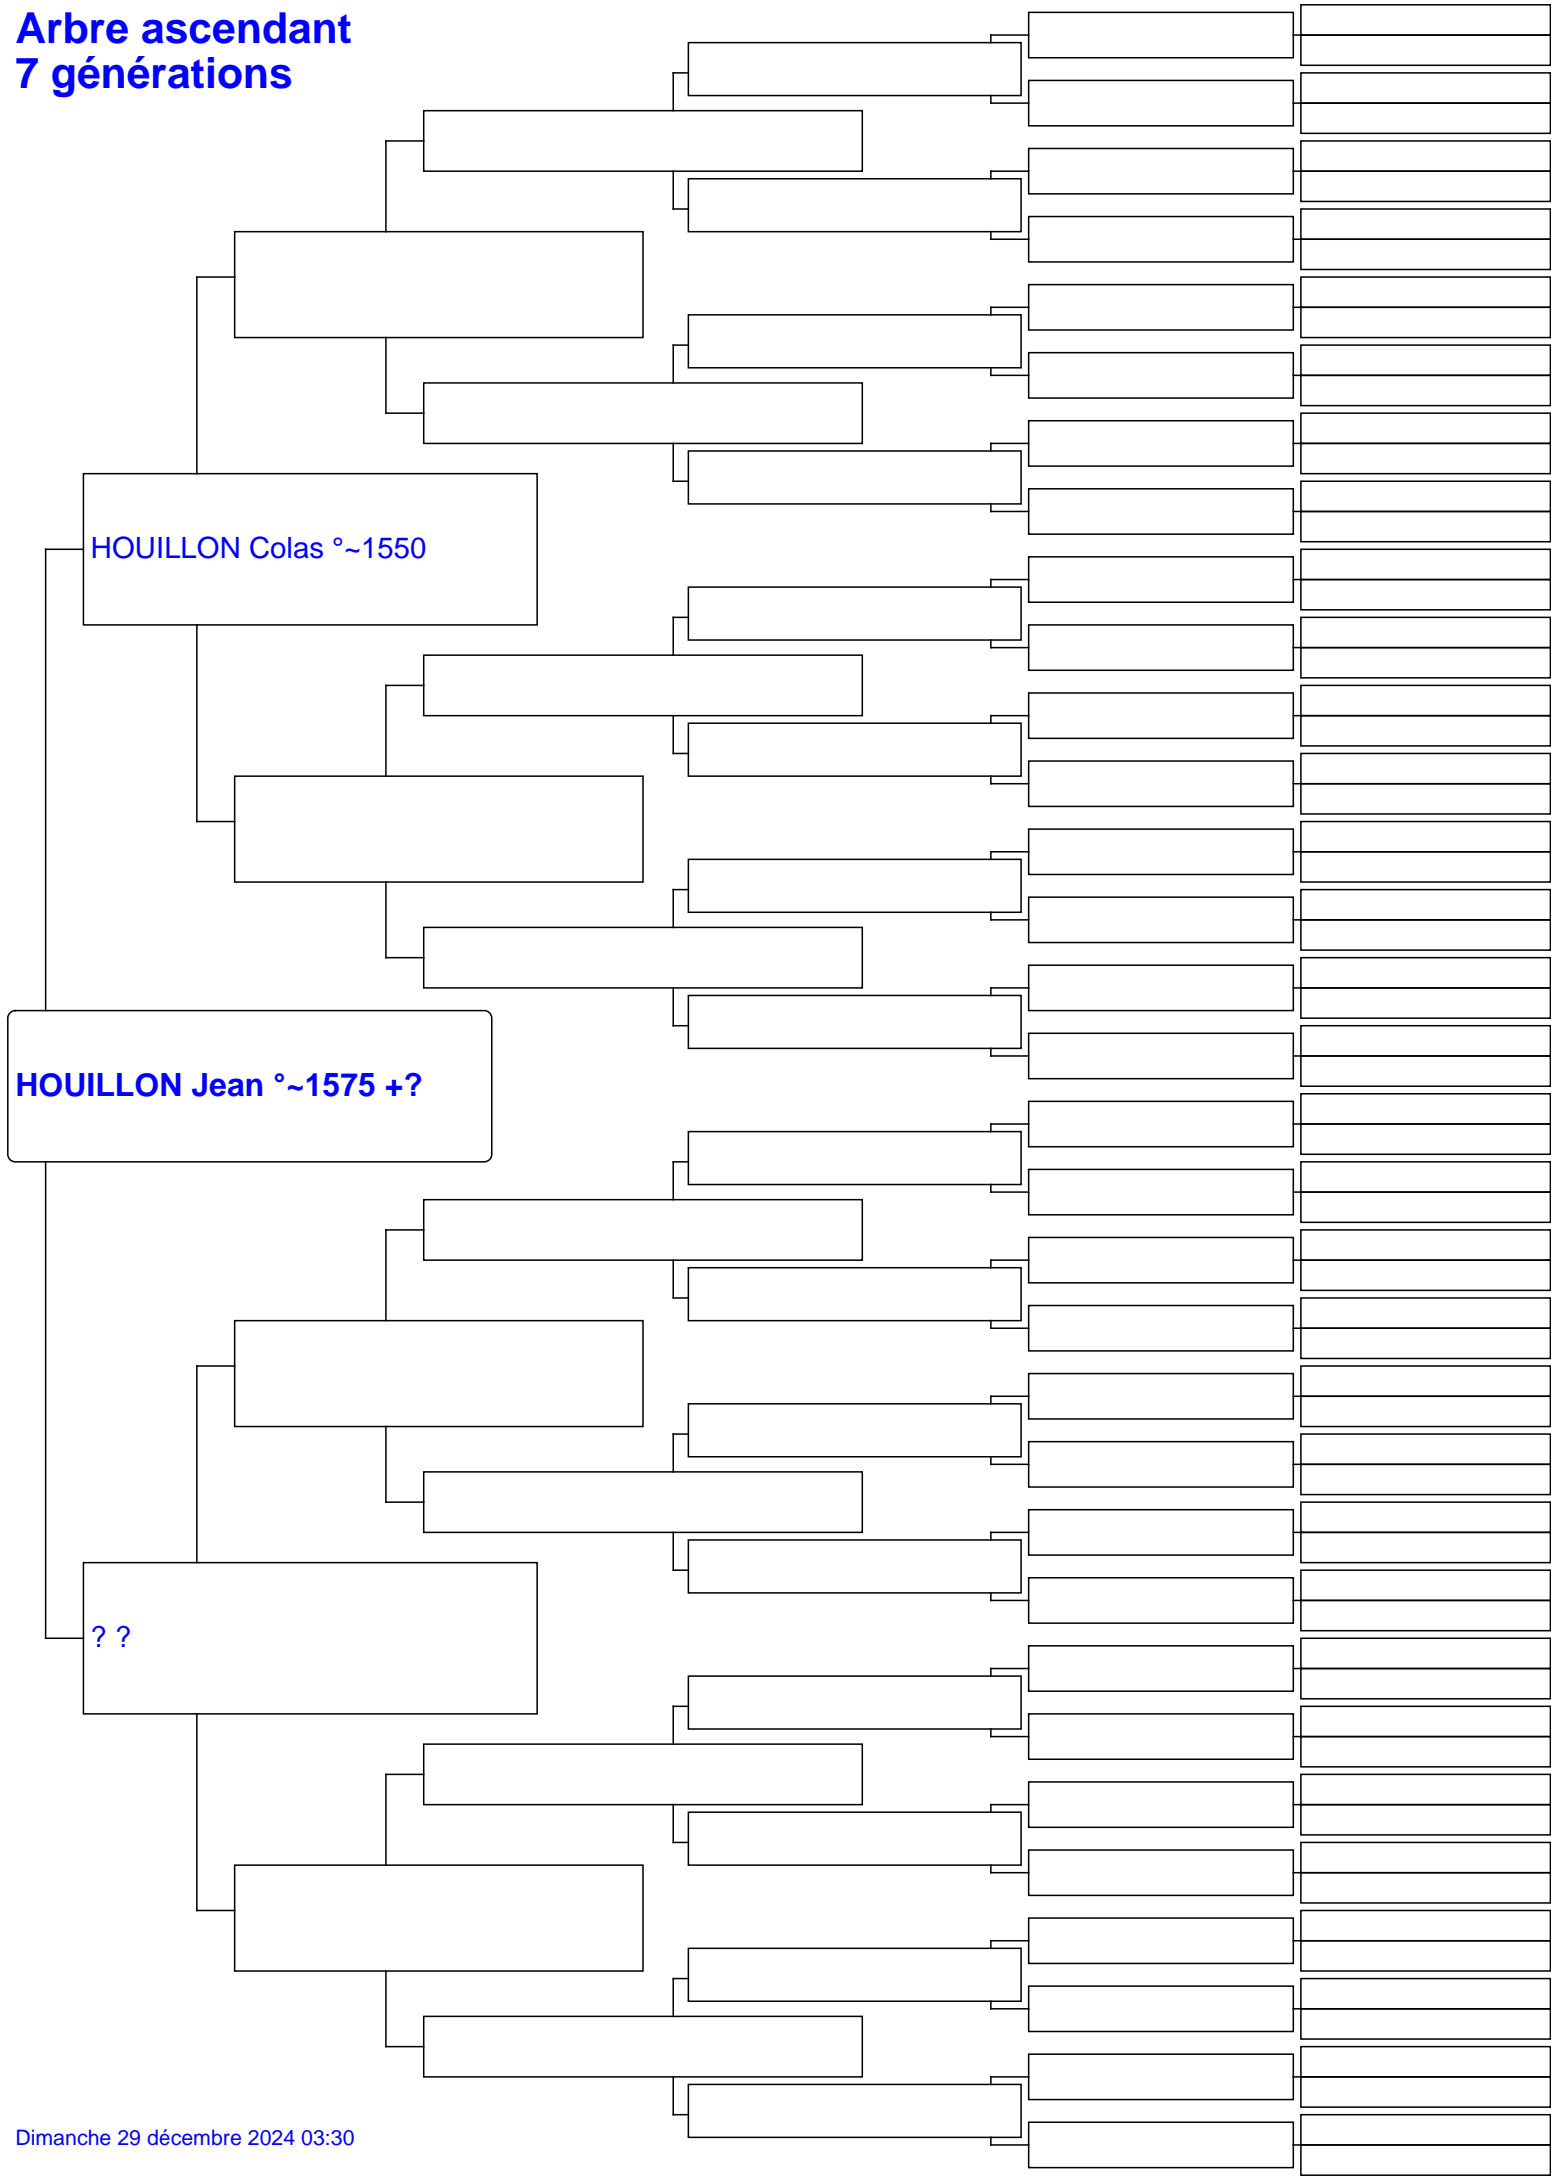 Arbre ascendant
7 générations
HOUILLON Colas °~1550
HOUILLON Jean °~1575 +?
? ?
Dimanche 29 décembre 2024 03:30